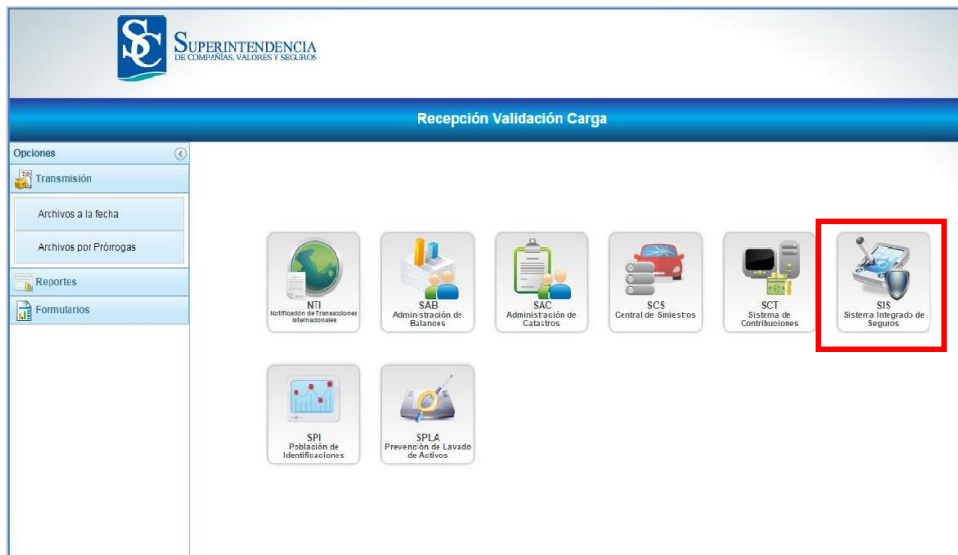 SC
SUPERINTENDENCIA
DE COMPAÑÍAS, VALORES Y SEGUROS
Recepción Validación Carga
Opciones
Transmisión
Archivos a la fecha
Archivos por Prórrogas
Reportes
Formularios
NTI
Notificación de Transacciones
Internacionales
SAB
Administración de
Balances
SAC
Administración de
Catastros
SCS
Central de Siniestros
SCT
Sistema de
Contribuciones
SIS
Sistema Integrado de
Seguros
SPI
Población de
Identificaciones
SPLA
Prevención de Lavado
de Activos